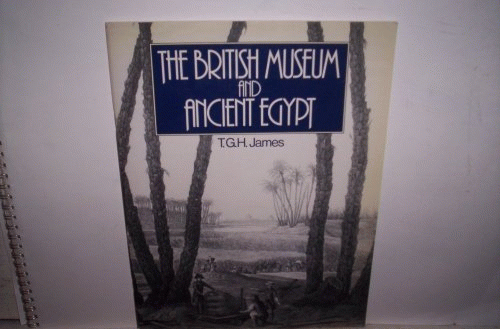 THE BRITISH MUSEUM
AND
ANCIENT EGYPT
T.G.H. James